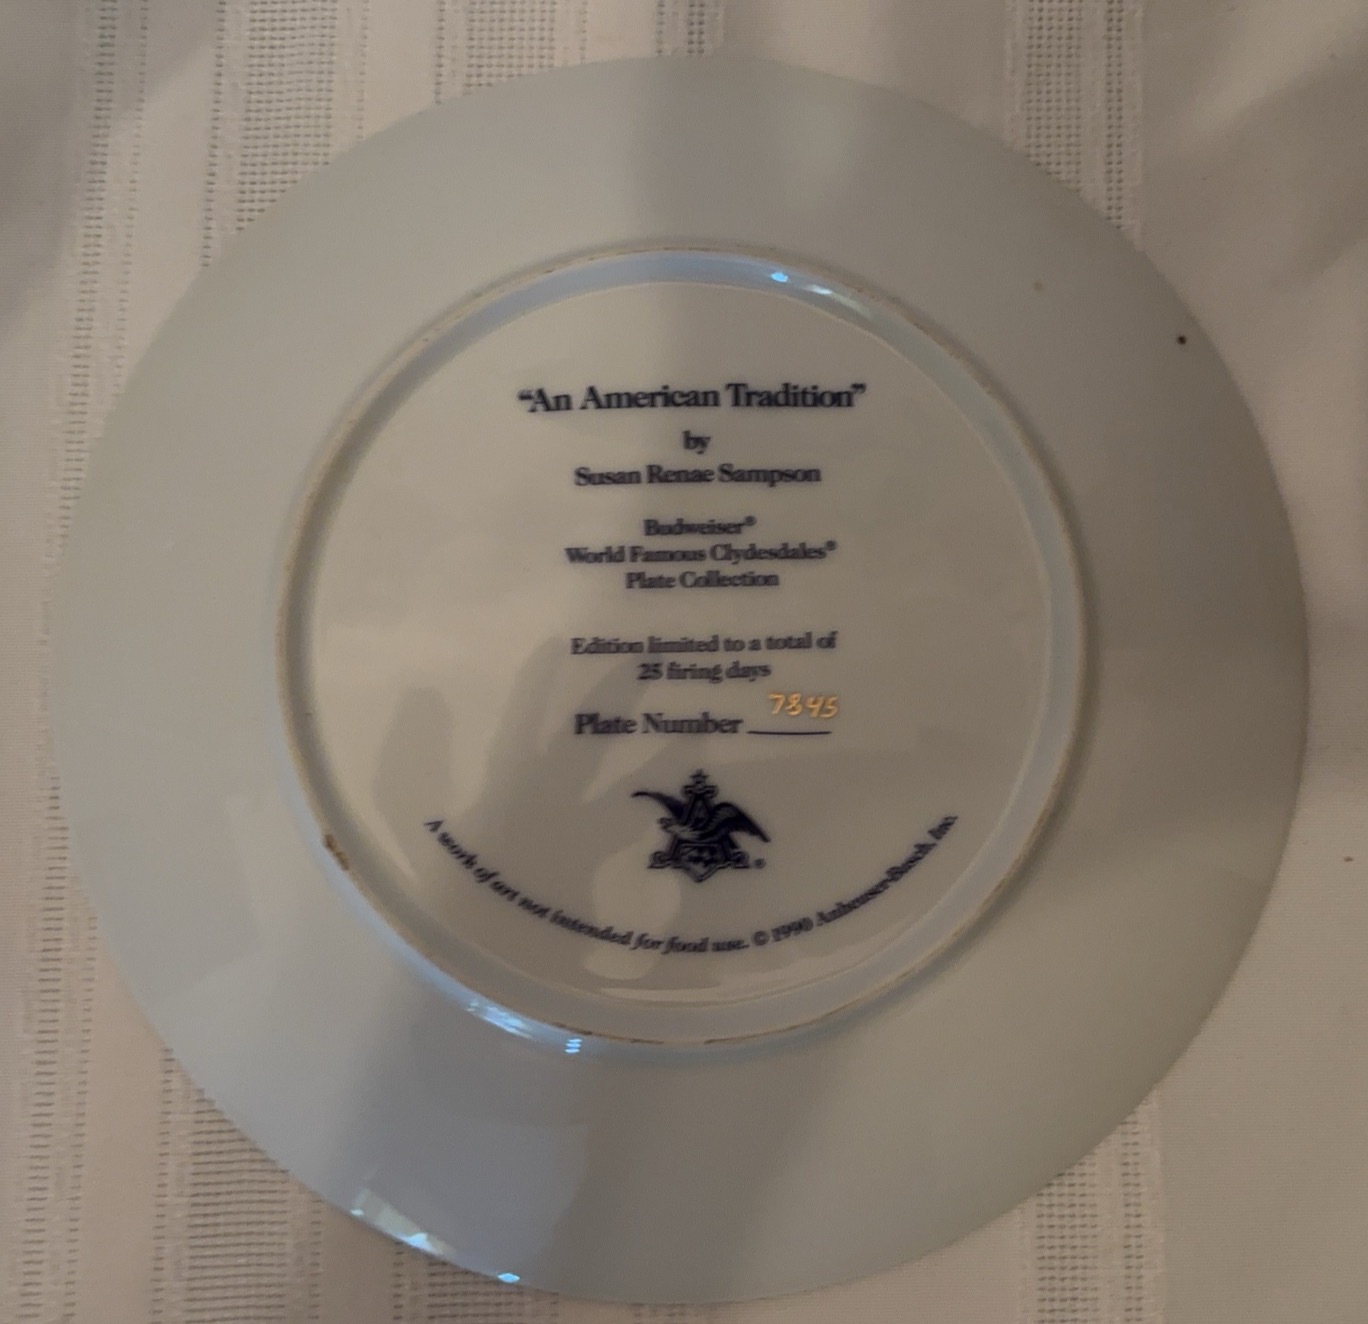 “An American Tradition”
by
Susan Renae Sampson
Budweiser®
World Famous Clydesdales®
Plate Collection
Edition limited to a total of
25 firing days
Plate Number 7845
A work of art not intended for food use. © 1990 Anheuser-Busch, Inc.